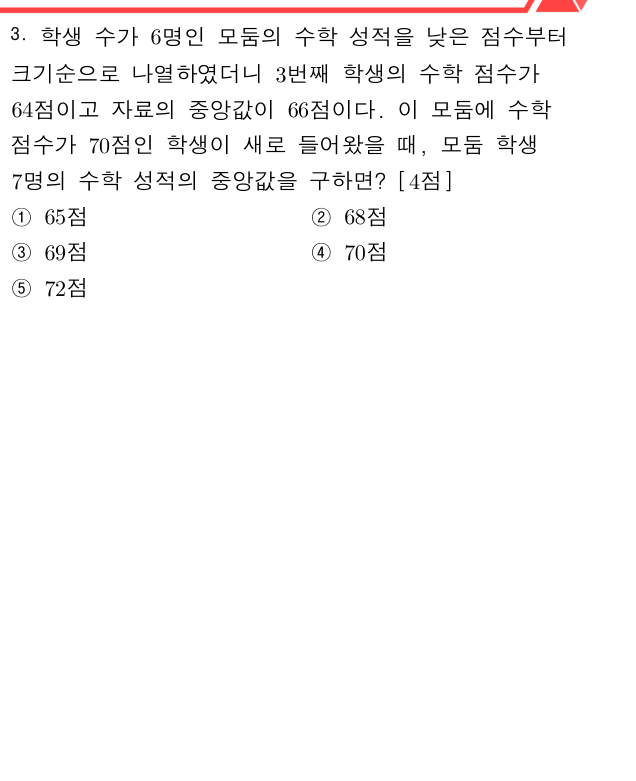 3. 학생 수가 6명인 모둠의 수학 성적을 낮은 점수부터
크기순으로 나열하였더니 3번째 학생의 수학 점수가
64점이고 자료의 중앙값이 66점이다. 이 모둠에 수학
점수가 70점인 학생이 새로 들어왔을 때, 모둠 학생
7명의 수학 성적의 중앙값을 구하면? [4점]
① 65점 ② 68점
③ 69점 ④ 70점
⑤ 72점